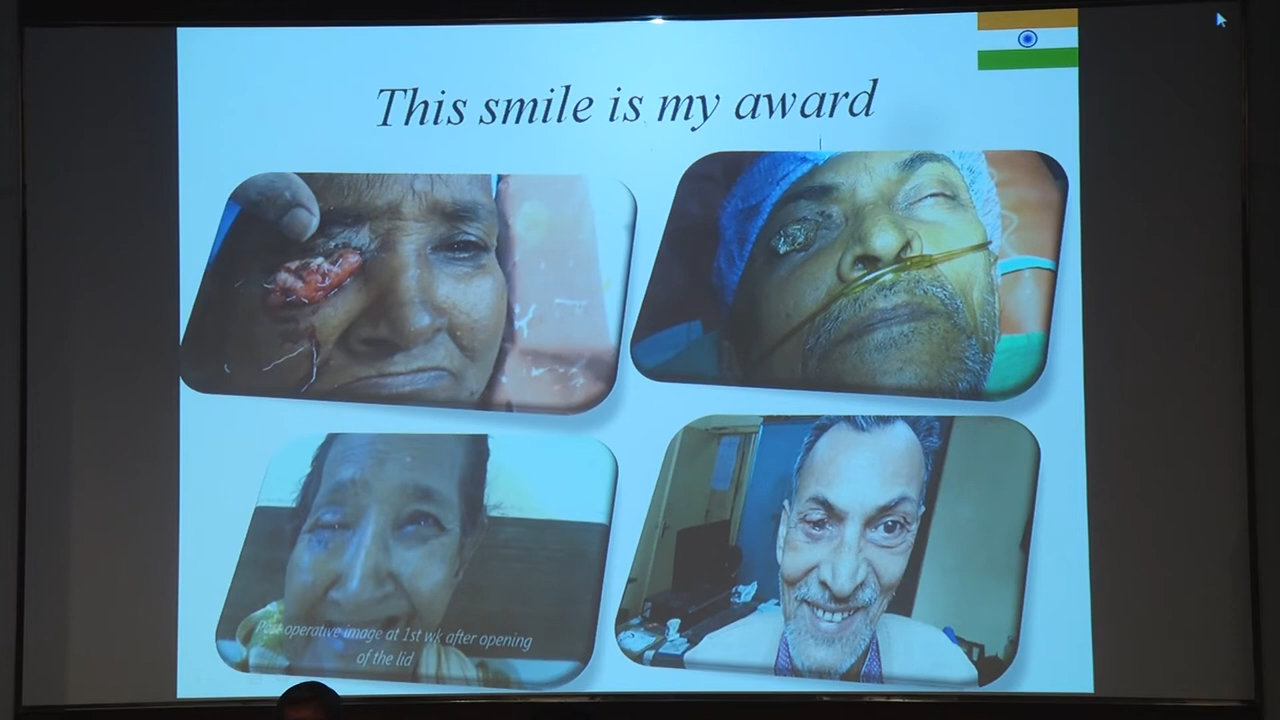 This smile is my award
Post operative image at 1st wk after opening
of the lid